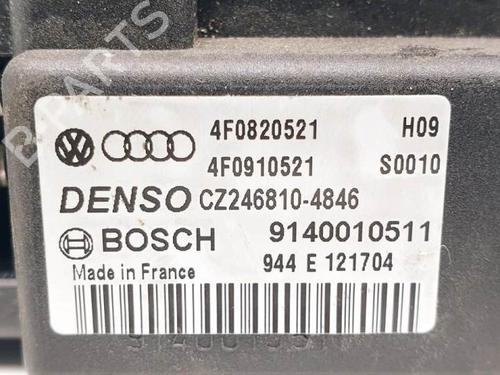 B-PARTS
4F0820521 H09
4F0910521 S0010
DENSO CZ246810-4846
BOSCH 9140010511
Made in France 944 E 121704